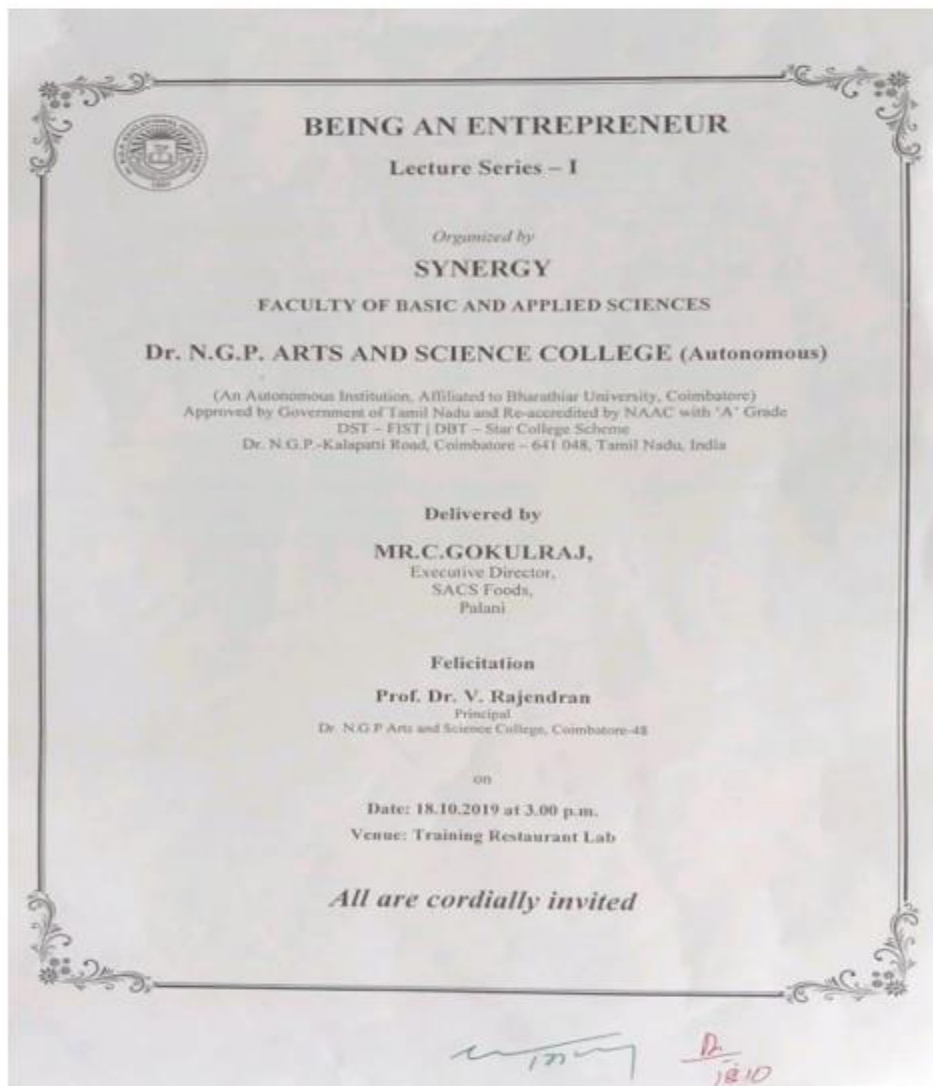 BEING AN ENTREPRENEUR
Lecture Series – I
Organized by
SYNERGY
FACULTY OF BASIC AND APPLIED SCIENCES
Dr. N.G.P. ARTS AND SCIENCE COLLEGE (Autonomous)
(An Autonomous Institution, Affiliated to Bharathiar University, Coimbatore)
Approved by Government of Tamil Nadu and Re-accredited by NAAC with 'A' Grade
DST – FIST | DBT – Star College Scheme
Dr. N.G.P.-Kalapatti Road, Coimbatore – 641 048, Tamil Nadu, India
Delivered by
MR.C.GOKULRAJ,
Executive Director,
SACS Foods,
Palani
Felicitation
Prof. Dr. V. Rajendran
Principal
Dr. N.G.P Arts and Science College, Coimbatore-48
on
Date: 18.10.2019 at 3.00 p.m.
Venue: Training Restaurant Lab
All are cordially invited
18.10